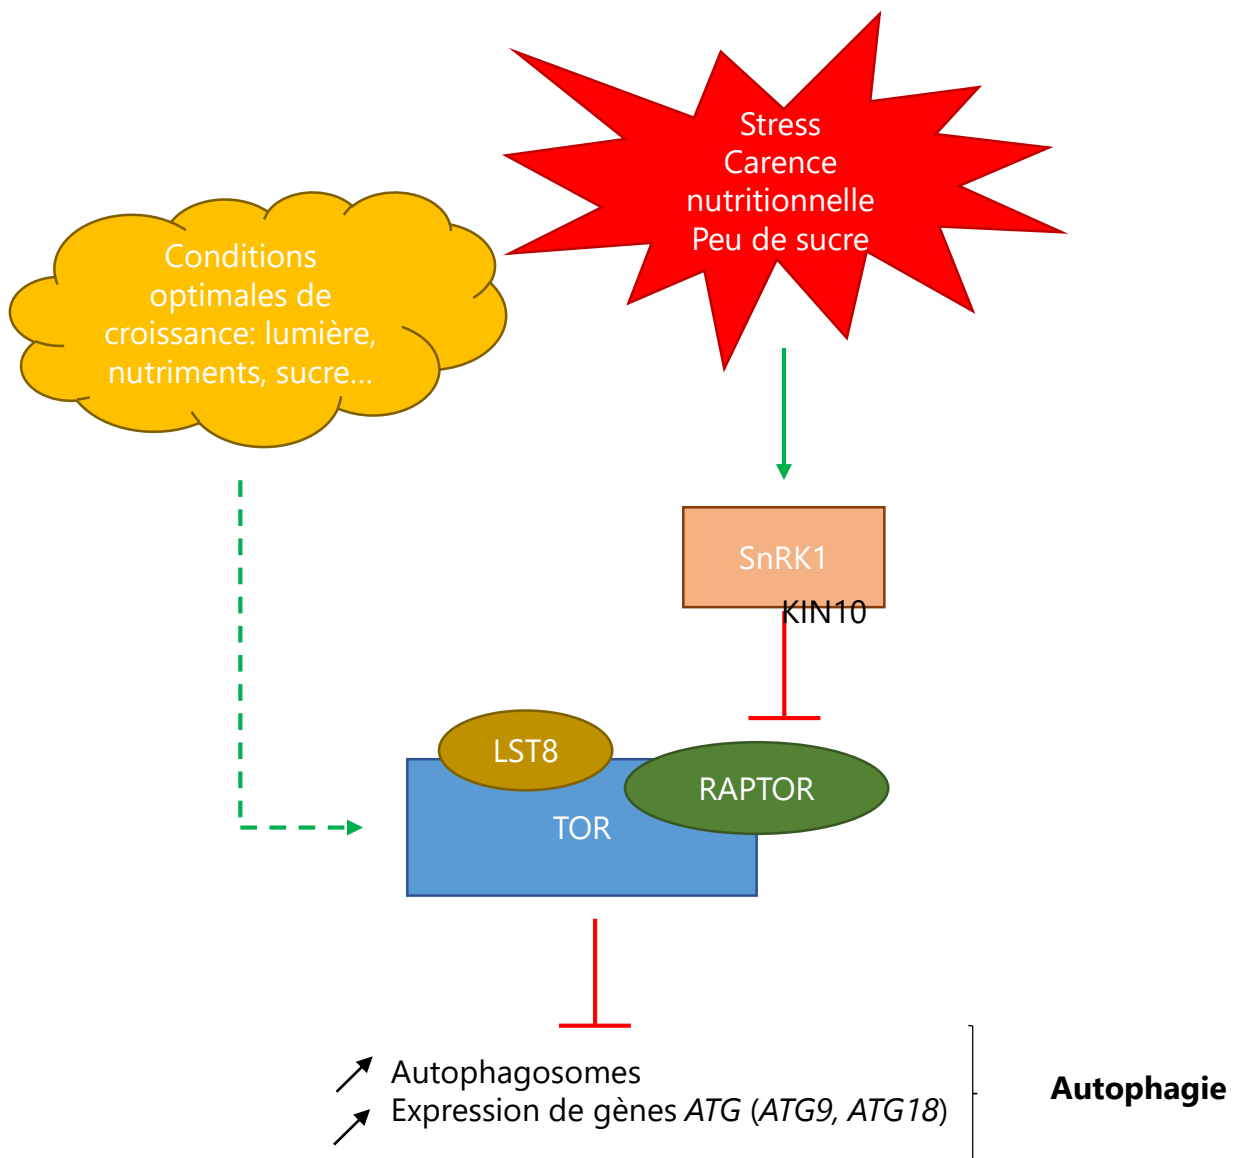 Stress
Carence
nutritionnelle
Peu de sucre
Conditions
optimales de
croissance: lumière,
nutriments, sucre...
SnRK1
KIN10
LST8
RAPTOR
TOR
Autophagosomes
Expression de gènes ATG (ATG9, ATG18)
Autophagie